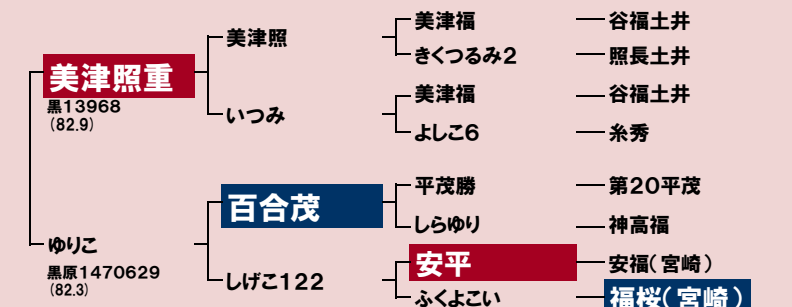 美津福
谷福土井
美津照
きくつるみ2
照長土井
美津照重
黒13968
(82.9)
美津福
谷福土井
いつみ
よしこ6
糸秀
平茂勝
第20平茂
百合茂
しらゆり
神高福
ゆりこ
黒原1470629
(82.3)
安平
安福(宮崎)
しげこ122
ふくよこい
福桜(宮崎)